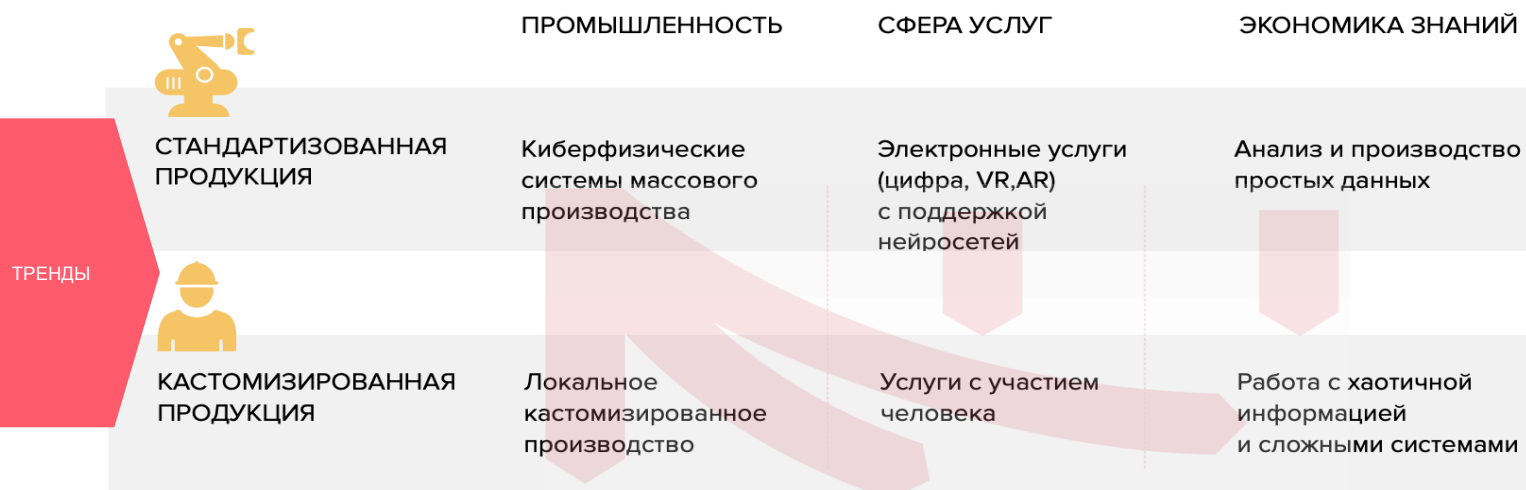 ПРОМЫШЛЕННОСТЬ
СФЕРА УСЛУГ
ЭКОНОМИКА ЗНАНИЙ
ТРЕНДЫ
СТАНДАРТИЗОВАННАЯ
ПРОДУКЦИЯ
Киберфизические
системы массового
производства
Электронные услуги
(цифра, VR,AR)
с поддержкой
нейросетей
Анализ и производство
простых данных
КАСТОМИЗИРОВАННАЯ
ПРОДУКЦИЯ
Локальное
кастомизированное
производство
Услуги с участием
человека
Работа с хаотичной
информацией
и сложными системами